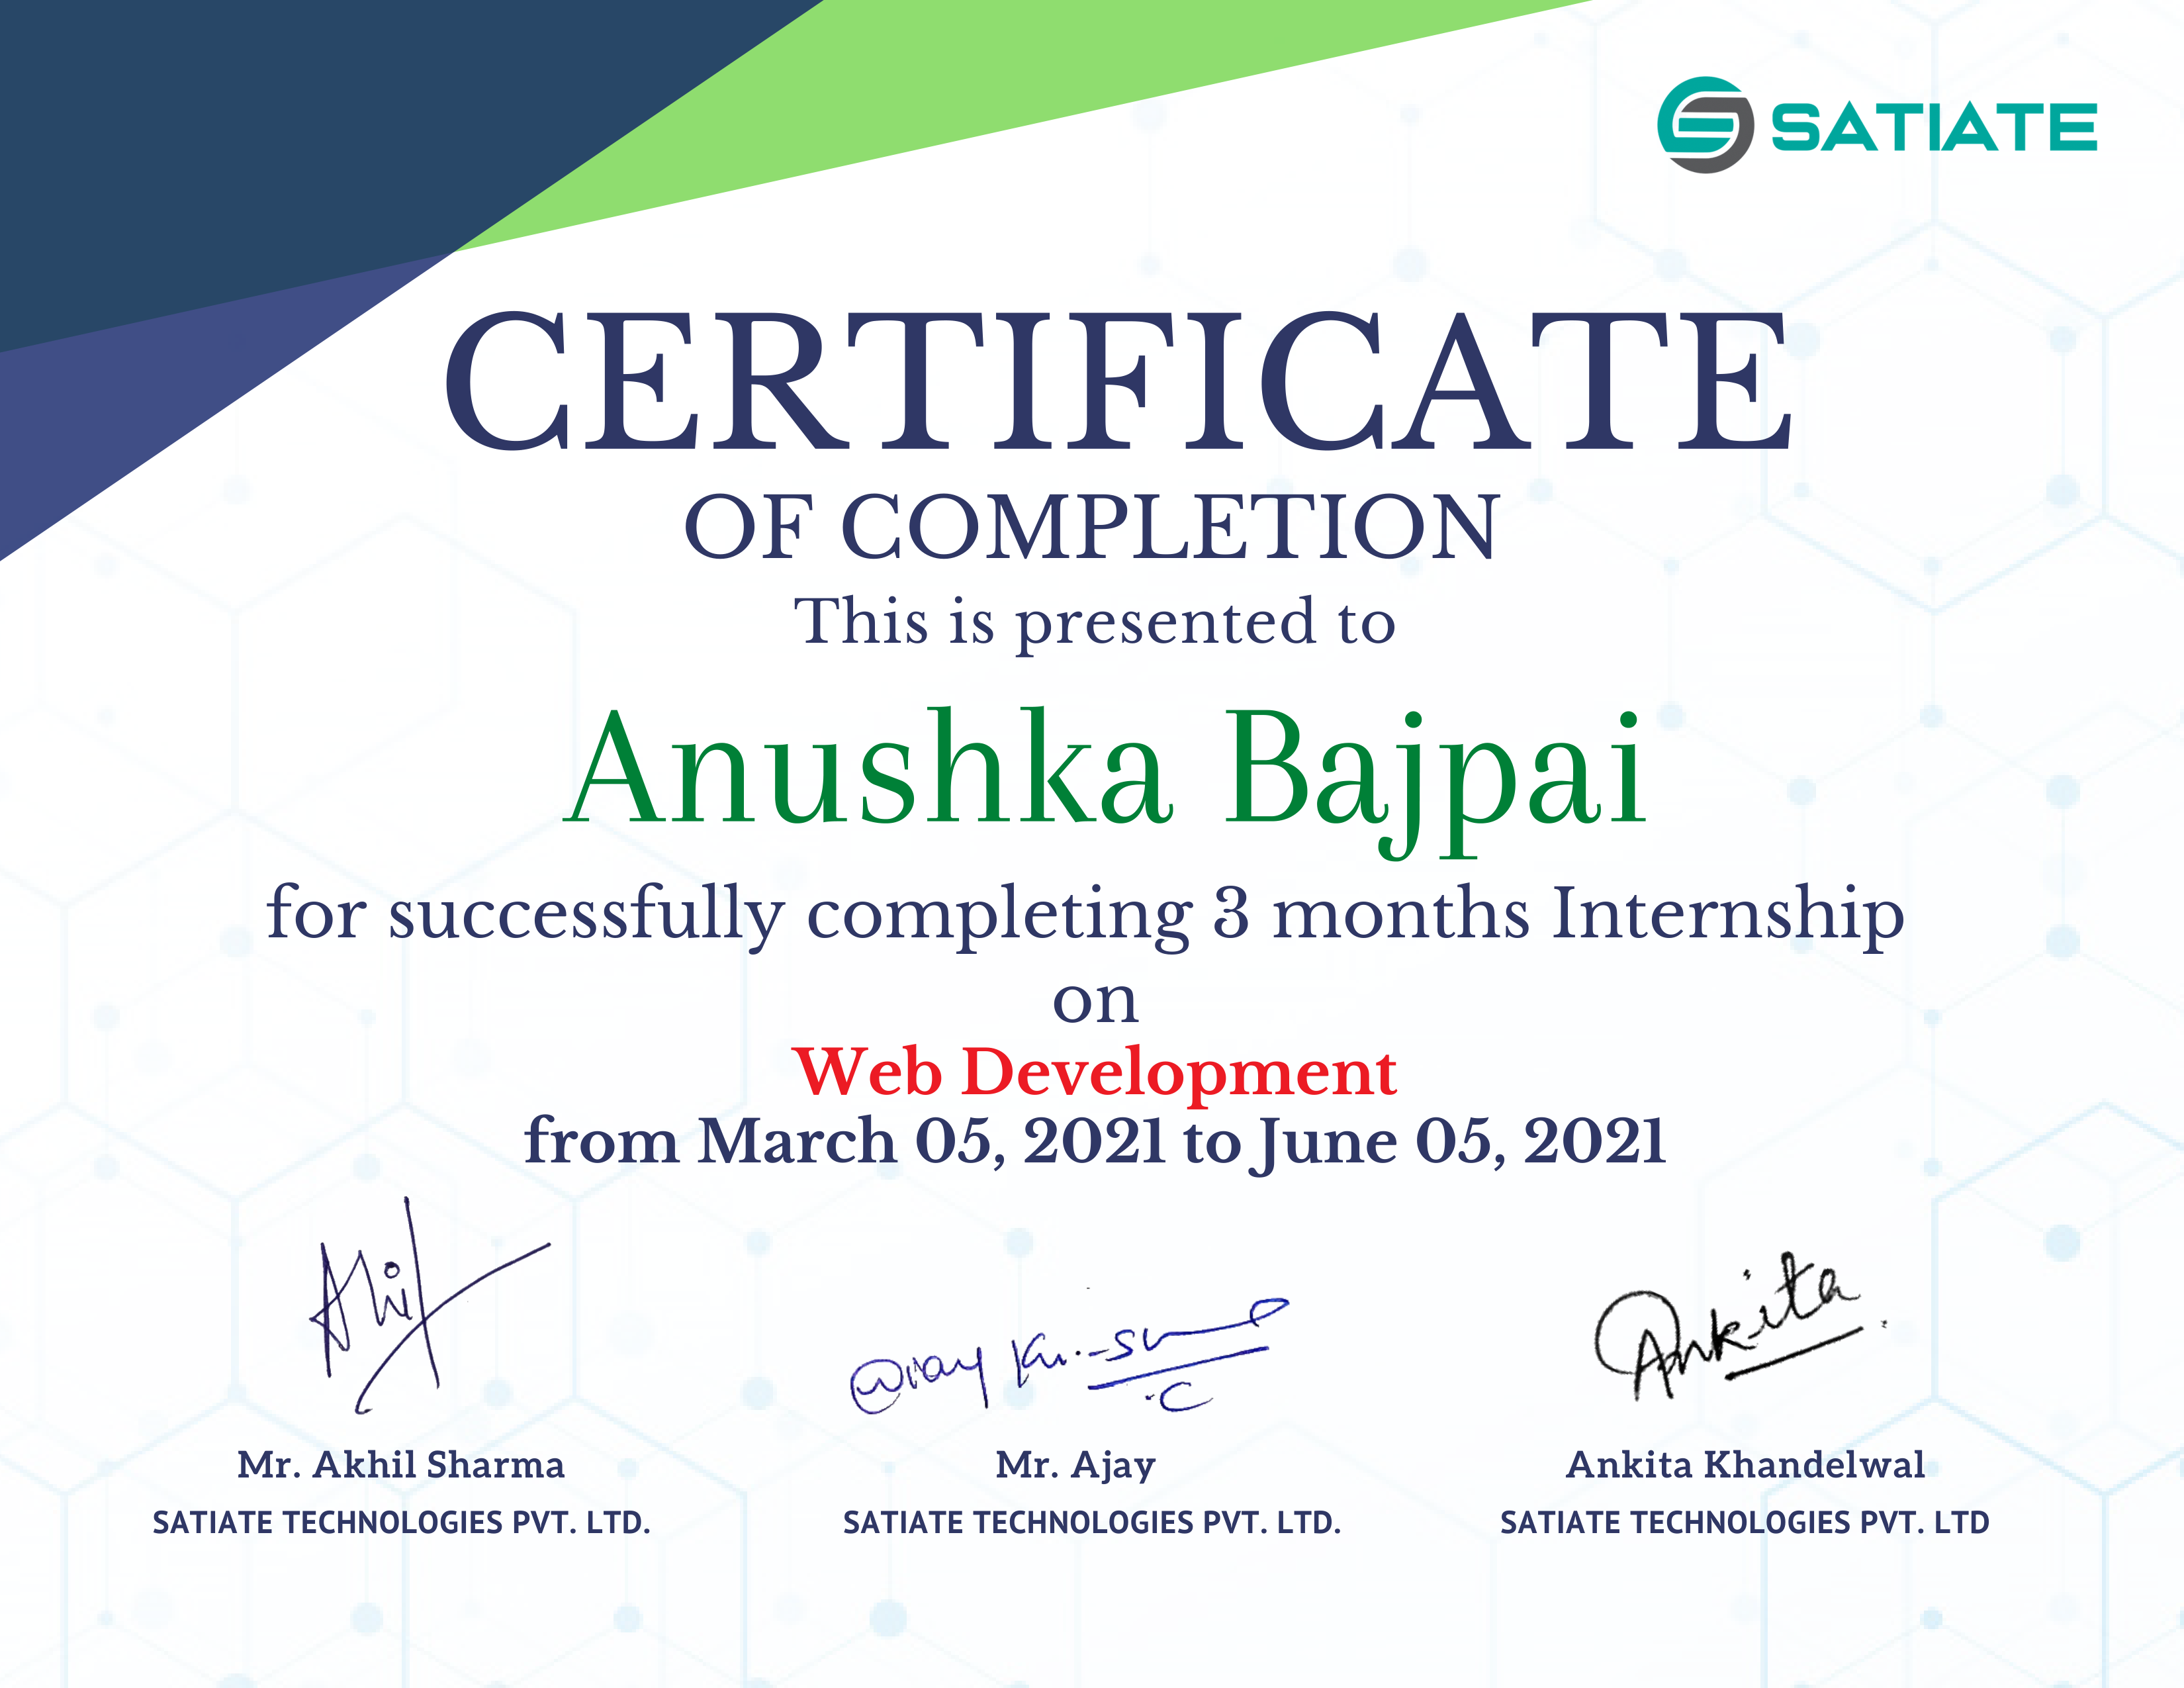 SATIATE
CERTIFICATE
OF COMPLETION
This is presented to
Anushka Bajpai
for successfully completing 3 months Internship
on
Web Development
from March 05, 2021 to June 05, 2021
Akhil
Ajay Ku.
Ankita
Mr. Akhil Sharma
Mr. Ajay
Ankita Khandelwal
SATIATE TECHNOLOGIES PVT. LTD.
SATIATE TECHNOLOGIES PVT. LTD.
SATIATE TECHNOLOGIES PVT. LTD